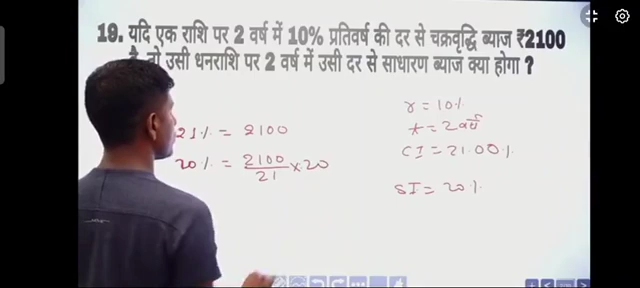 19. यदि एक राशि पर 2 वर्ष में 10% प्रतिवर्ष की दर से चक्रवृद्धि ब्याज ₹2100
है, तो उसी धनराशि पर 2 वर्ष में उसी दर से साधारण ब्याज क्या होगा ?
21% = 2100
20% = 2100/21 × 20
r = 10%
t = 2 वर्ष
CI = 21.00%
SI = 20%